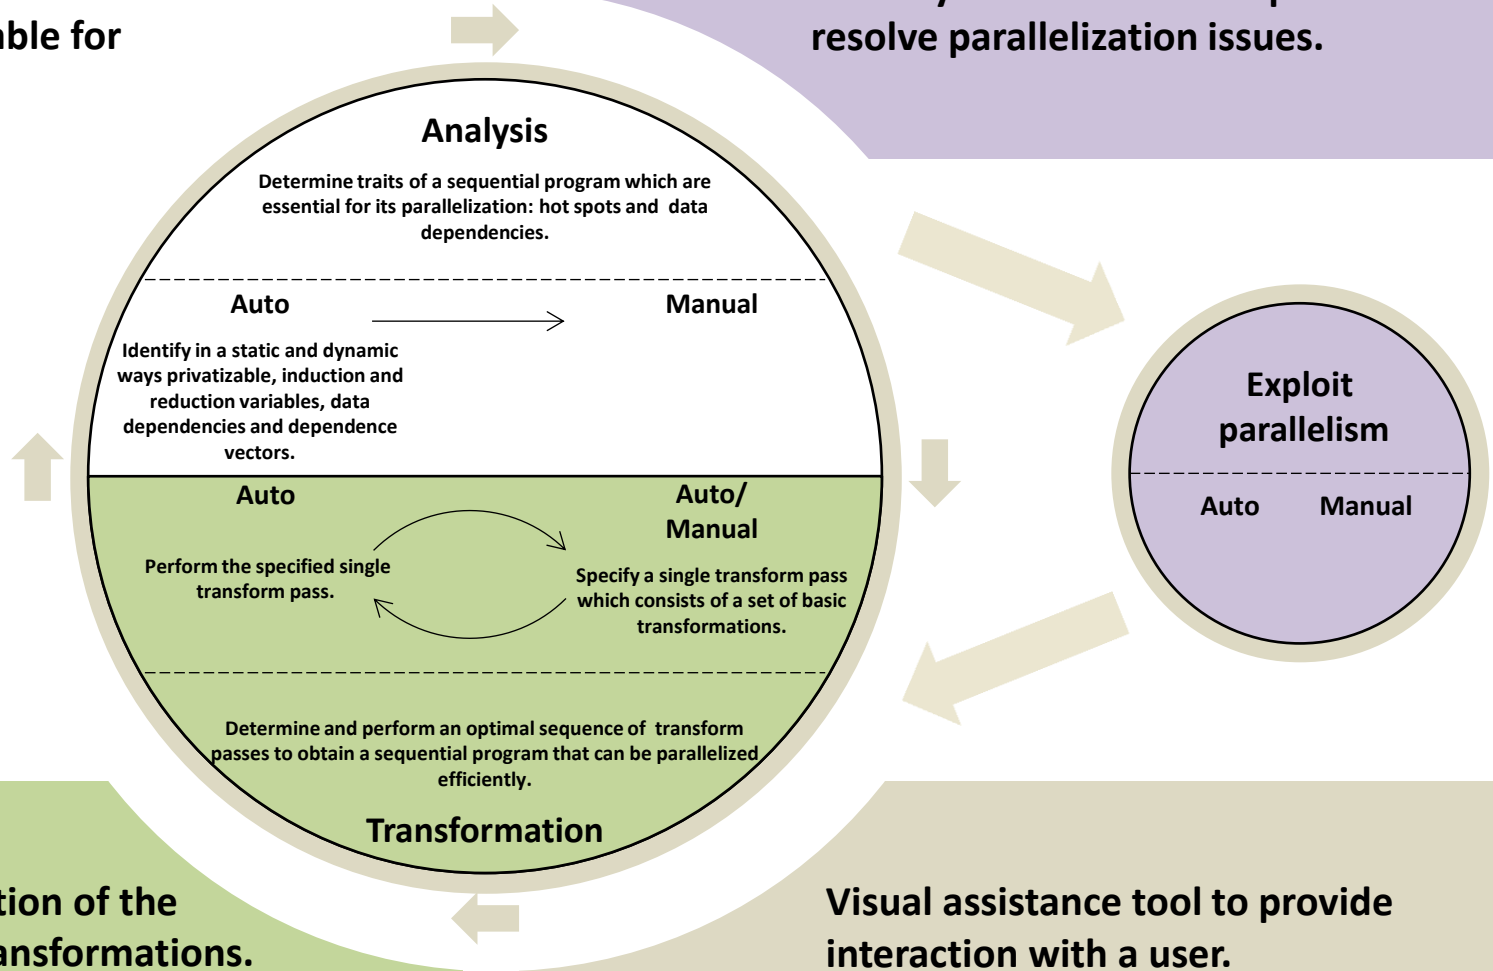 able for
resolve parallelization issues.
Analysis
Determine traits of a sequential program which are
essential for its parallelization: hot spots and data
dependencies.
Auto
Manual
Identify in a static and dynamic
ways privatizable, induction and
reduction variables, data
dependencies and dependence
vectors.
Exploit
parallelism
Auto
Manual
Auto
Auto/
Manual
Perform the specified single
transform pass.
Specify a single transform pass
which consists of a set of basic
transformations.
Determine and perform an optimal sequence of transform
passes to obtain a sequential program that can be parallelized
efficiently.
Transformation
tion of the
ansformations.
Visual assistance tool to provide
interaction with a user.